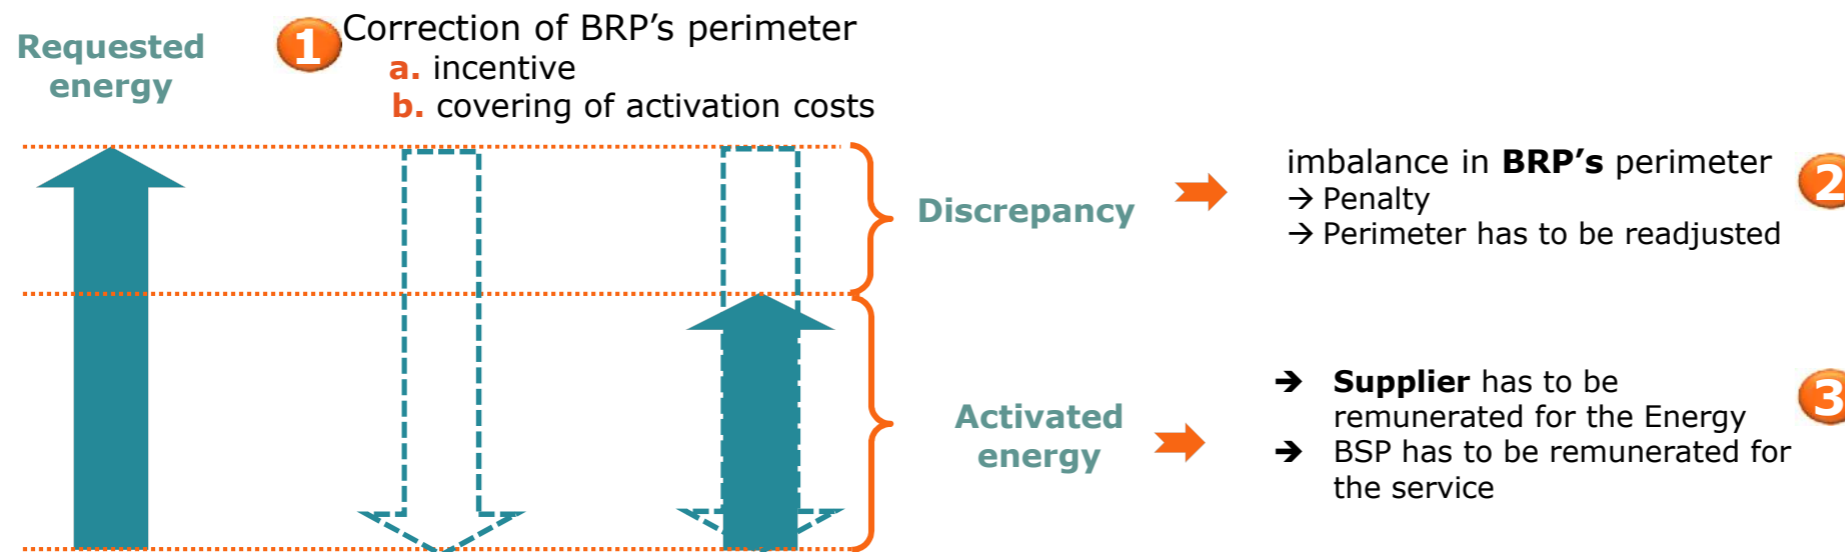 Requested
energy
1
Correction of BRP's perimeter
a. incentive
b. covering of activation costs
Discrepancy
imbalance in BRP's perimeter
→ Penalty
→ Perimeter has to be readjusted
2
Activated
energy
→ Supplier has to be
remunerated for the Energy
→ BSP has to be remunerated for
the service
3